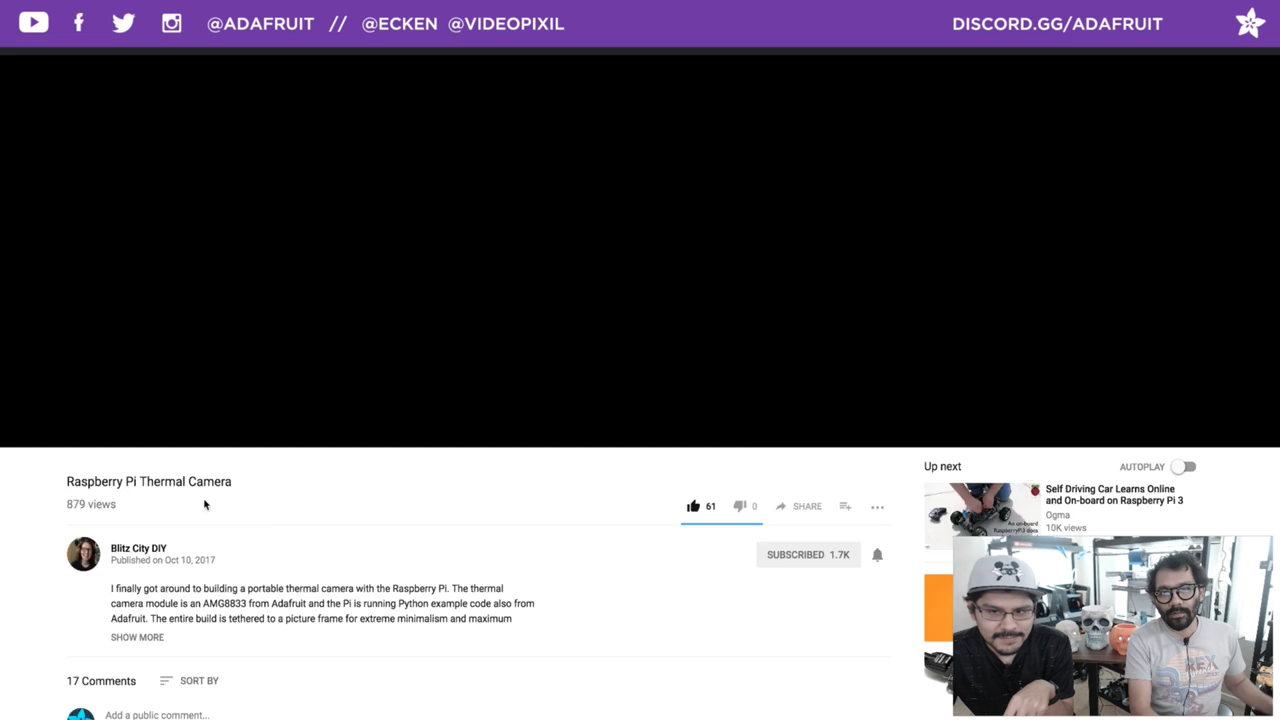 @ADAFRUIT // @ECKEN @VIDEOPIXIL
DISCORD.GG/ADAFRUIT
Raspberry Pi Thermal Camera
879 views
61
0
SHARE
Blitz City DIY
Published on Oct 10, 2017
SUBSCRIBED 1.7K
I finally got around to building a portable thermal camera with the Raspberry Pi. The thermal
camera module is an AMG8833 from Adafruit and the Pi is running Python example code also from
Adafruit. The entire build is tethered to a picture frame for extreme minimalism and maximum
SHOW MORE
17 Comments
SORT BY
Add a public comment...
Up next
AUTOPLAY
Self Driving Car Learns Online
and On-board on Raspberry Pi 3
Ogma
10K views
An on-board